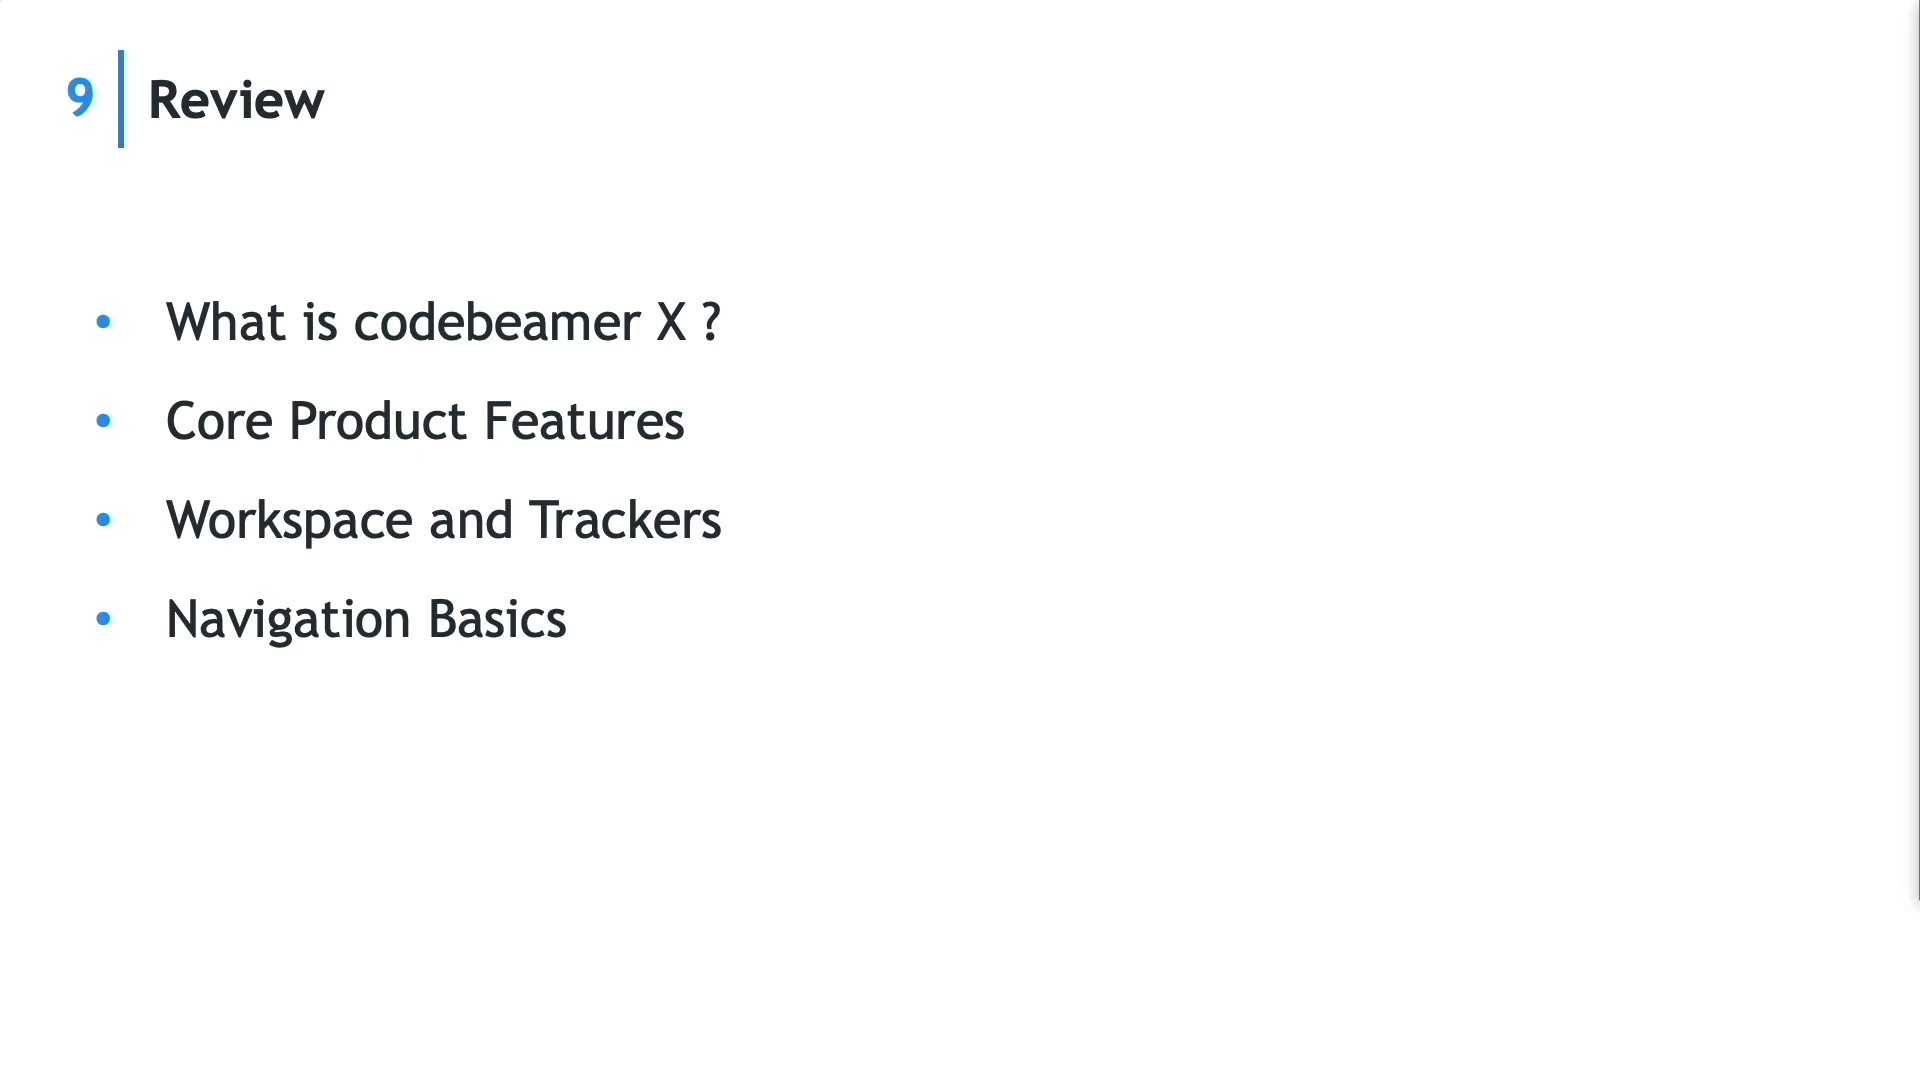 9 Review
• What is codebeamer X ?
• Core Product Features
• Workspace and Trackers
• Navigation Basics